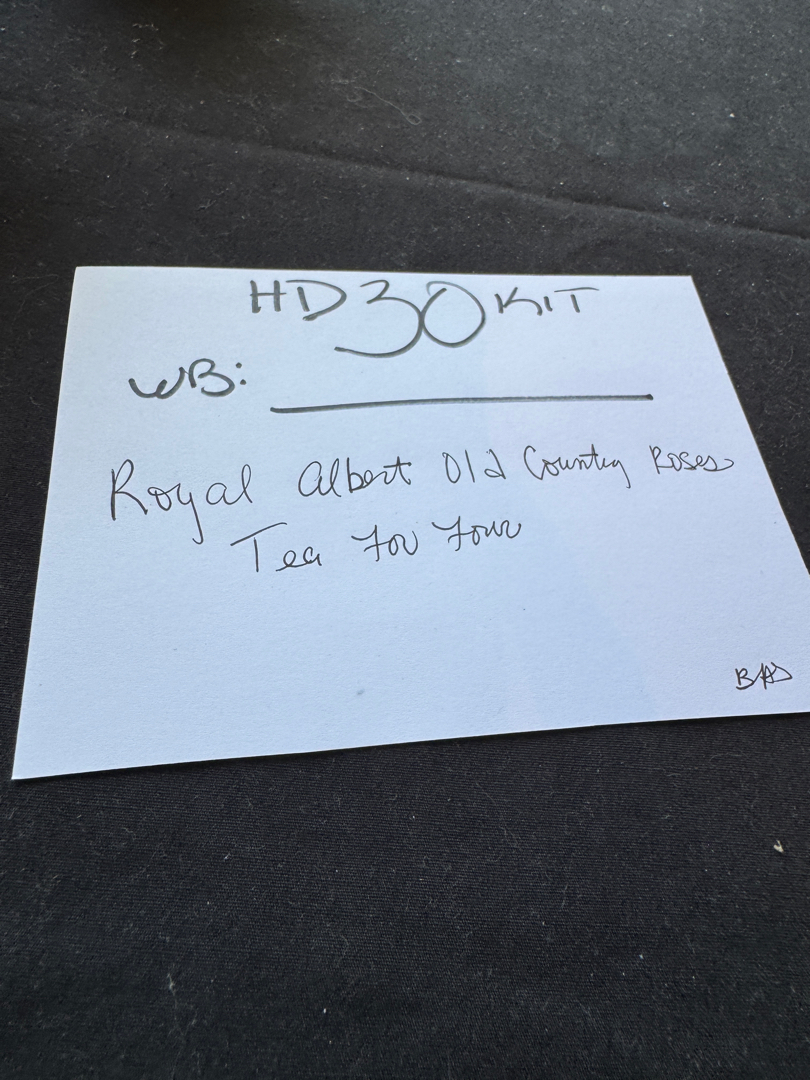 HD 30 KIT
WB:
Royal Albert Old Country Roses
Tea For Four
BAD